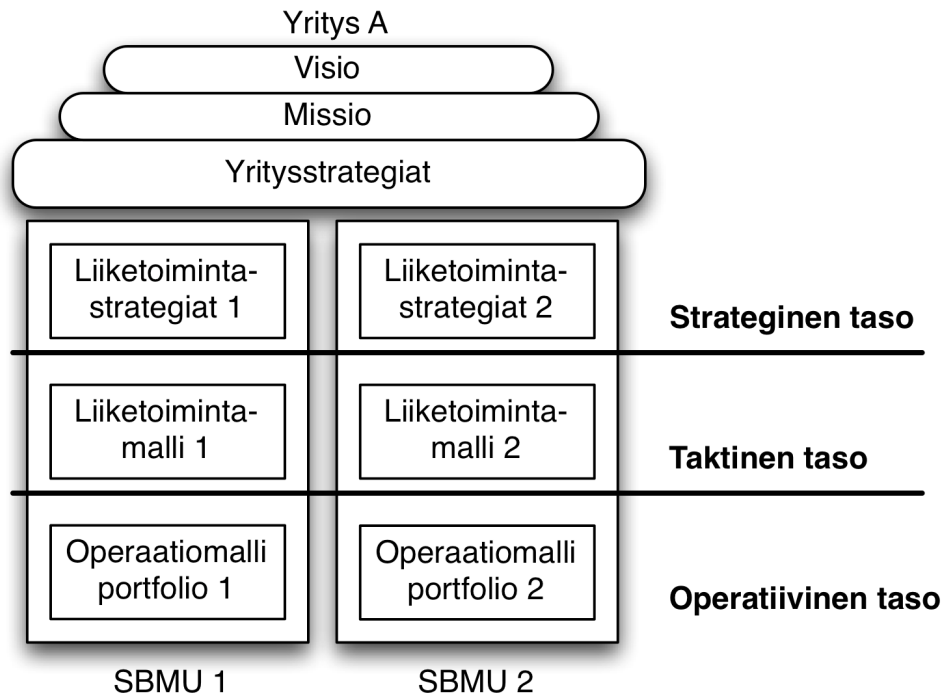 Yritys A
Visio
Missio
Yritysstrategiat
Liiketoiminta-
strategiat 1
Liiketoiminta-
strategiat 2
Strateginen taso
Liiketoiminta-
malli 1
Liiketoiminta-
malli 2
Taktinen taso
Operaatiomalli
portfolio 1
Operaatiomalli
portfolio 2
Operatiivinen taso
SBMU 1
SBMU 2